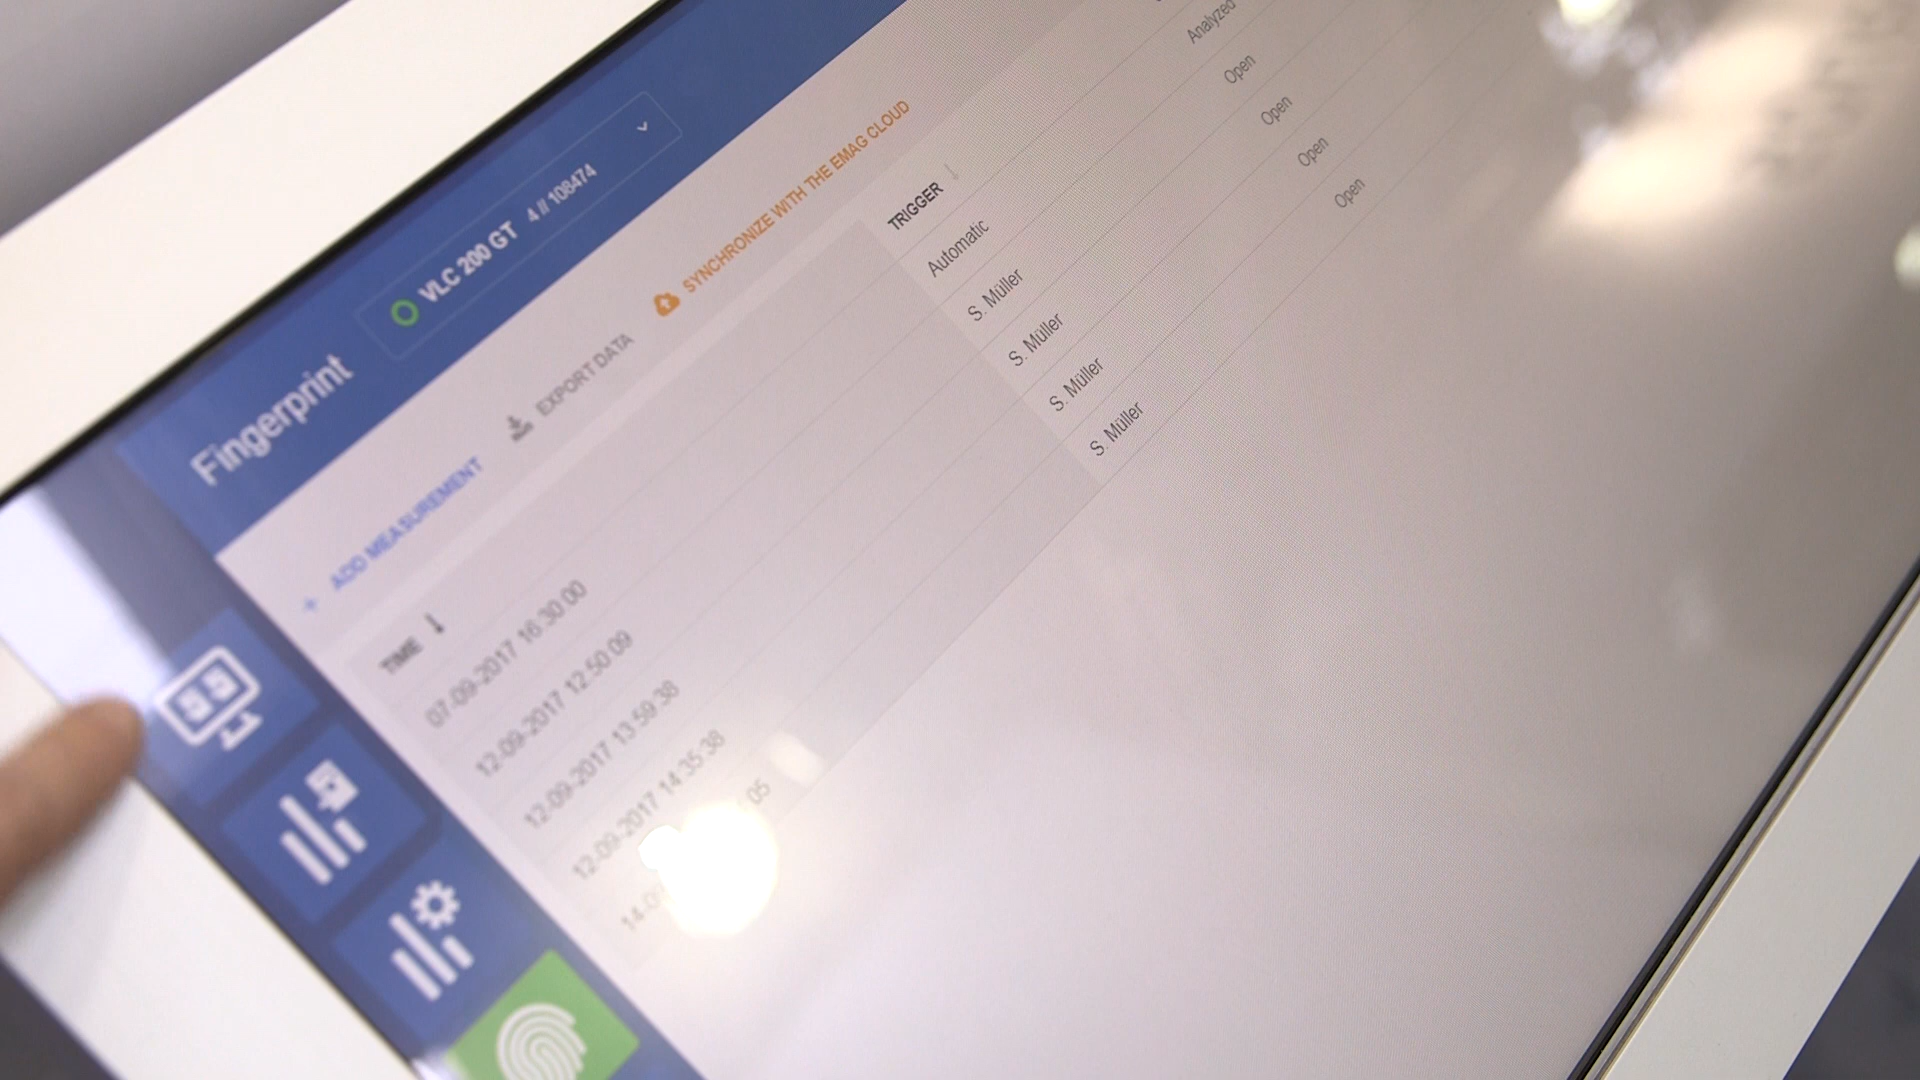 Fingerprint
VLC 200 GT 4 // 108474
+ ADD MEASUREMENT EXPORT DATA SYNCHRONIZE WITH THE EMAG CLOUD
TIME TRIGGER
07-09-2017 16:30:00 Automatic Analyzed
12-09-2017 12:50:09 S. Müller Open
12-09-2017 13:59:38 S. Müller Open
12-09-2017 14:35:38 S. Müller Open
05 S. Müller Open